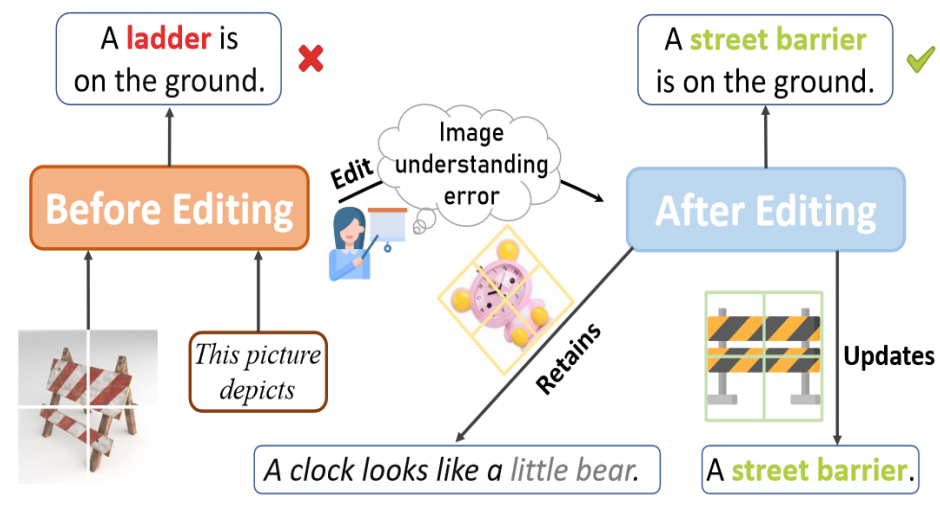 A ladder is
on the ground.
A street barrier
is on the ground.
Image
understanding
error
Edit
Before Editing
After Editing
This picture
depicts
Retains
Updates
A clock looks like a little bear.
A street barrier.